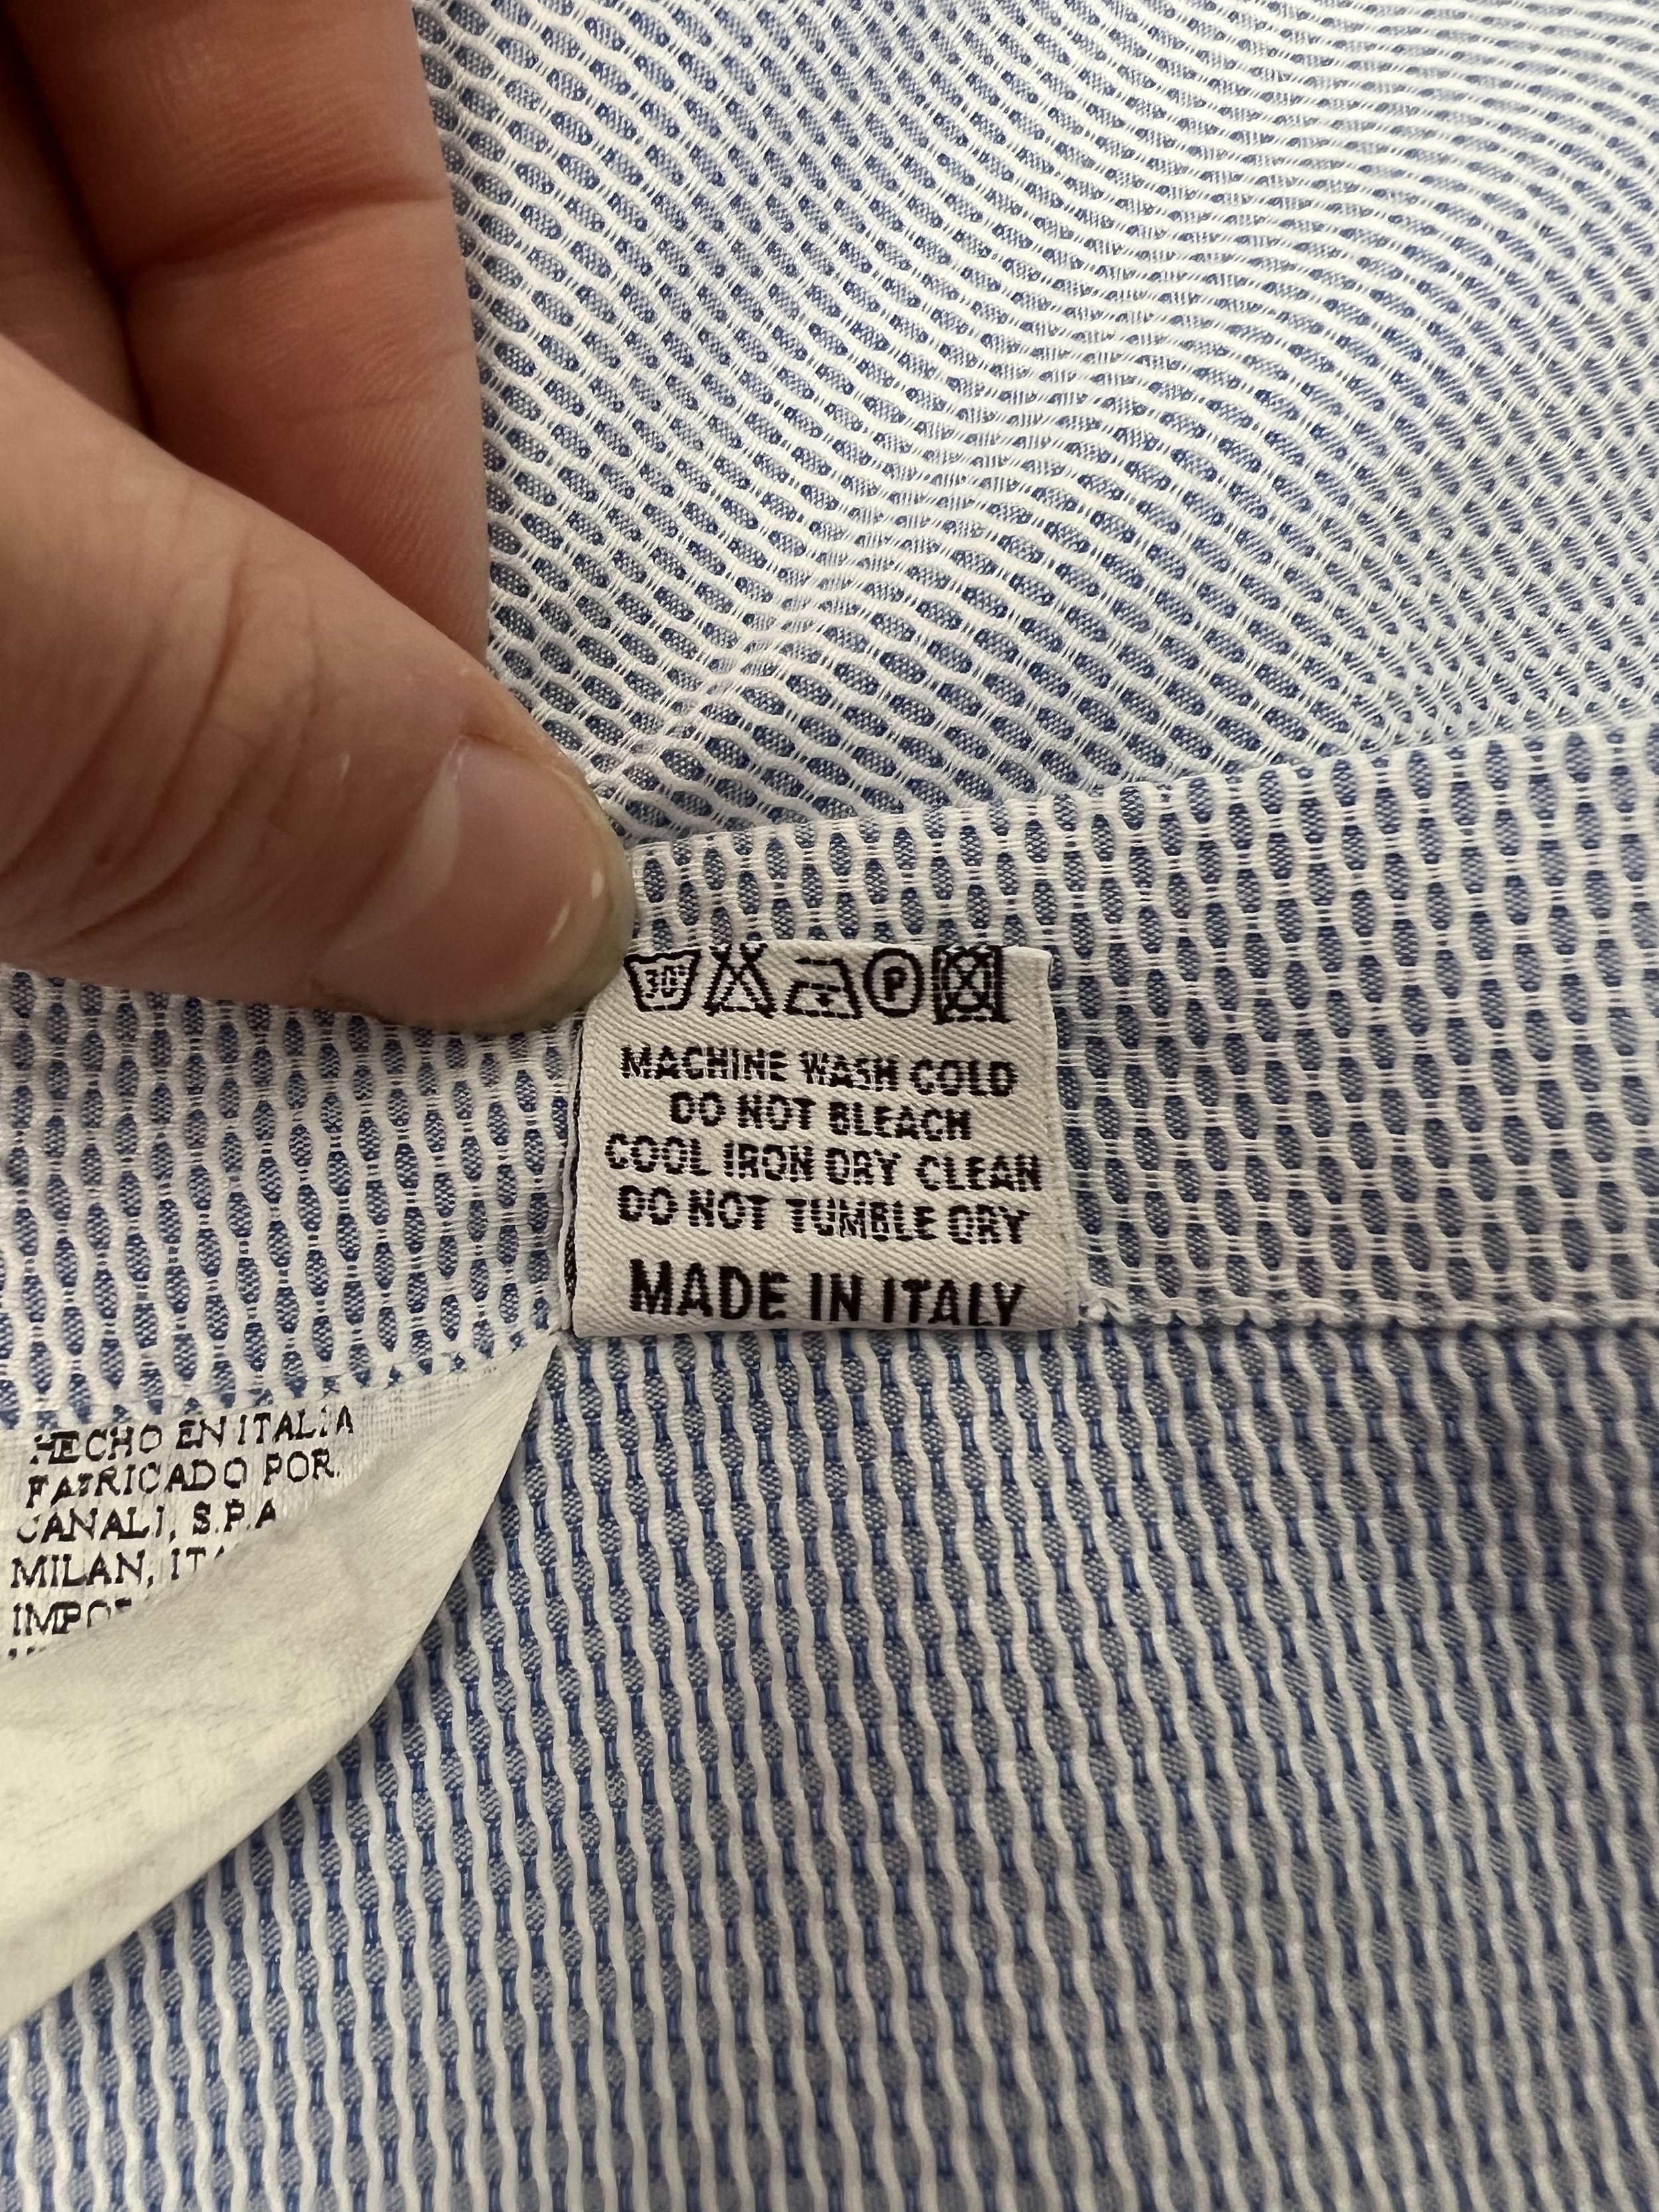 30°
P
MACHINE WASH COLD
DO NOT BLEACH
COOL IRON DRY CLEAN
DO NOT TUMBLE DRY
MADE IN ITALY
HECHO EN ITALIA
FABRICADO POR
CANALI, S.P.A
MILAN,